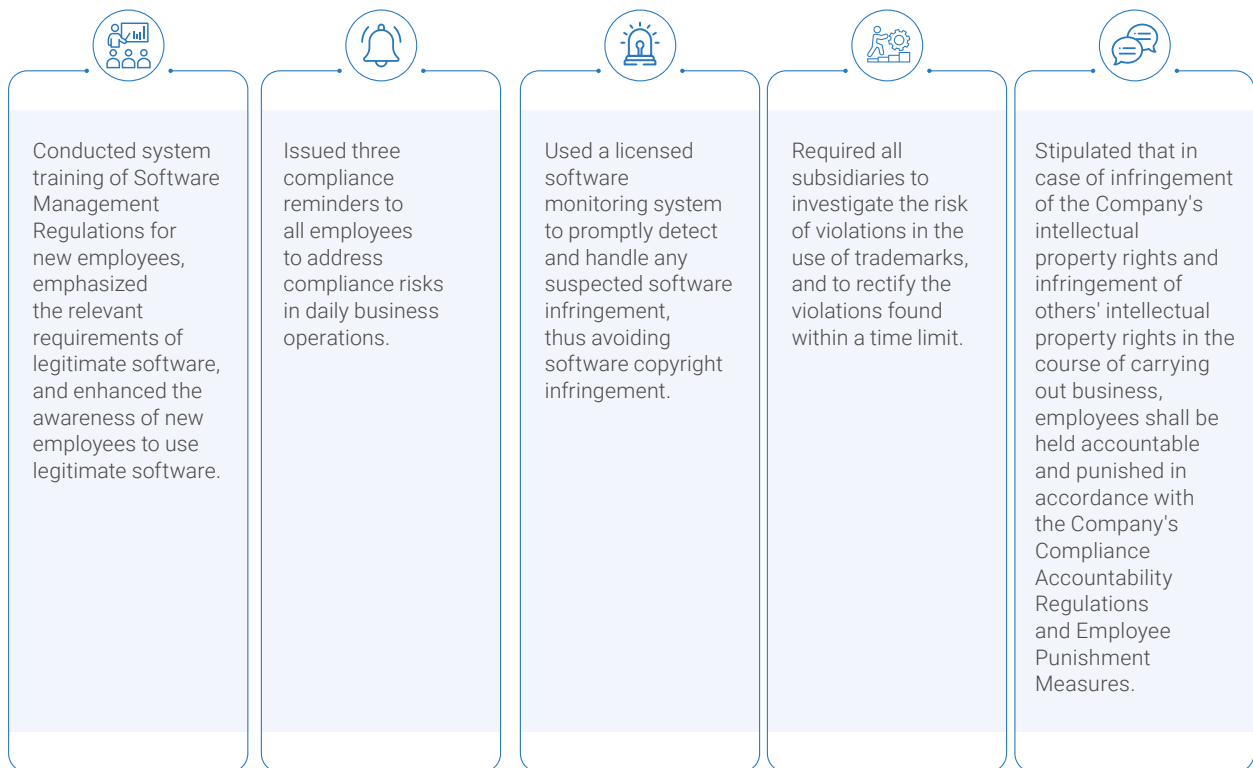 Conducted system
training of Software
Management
Regulations for
new employees,
emphasized
the relevant
requirements of
legitimate software,
and enhanced the
awareness of new
employees to use
legitimate software.
Issued three
compliance
reminders to
all employees
to address
compliance risks
in daily business
operations.
Used a licensed
software
monitoring system
to promptly detect
and handle any
suspected software
infringement,
thus avoiding
software copyright
infringement.
Required all
subsidiaries to
investigate the risk
of violations in the
use of trademarks,
and to rectify the
violations found
within a time limit.
Stipulated that in
case of infringement
of the Company's
intellectual
property rights and
infringement of
others' intellectual
property rights in the
course of carrying
out business,
employees shall be
held accountable
and punished in
accordance with
the Company's
Compliance
Accountability
Regulations
and Employee
Punishment
Measures.